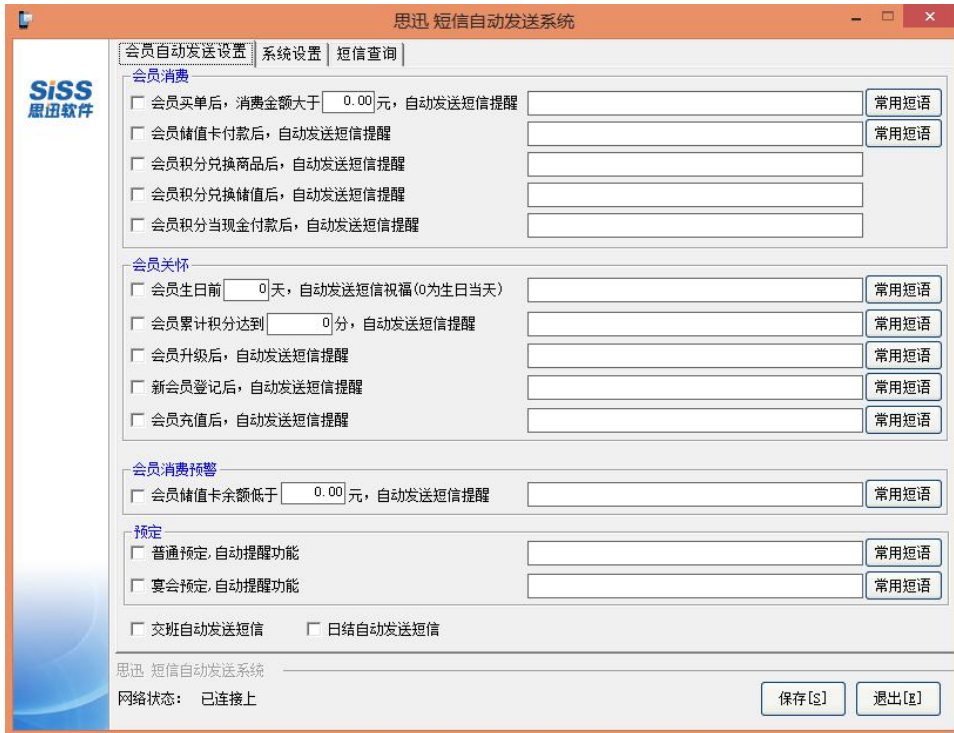 思迅 短信自动发送系统
会员自动发送设置 系统设置 短信查询
SiSS
思迅软件
会员消费
会员买单后，消费金额大于 0.00 元，自动发送短信提醒 常用短语
会员储值卡付款后，自动发送短信提醒 常用短语
会员积分兑换商品后，自动发送短信提醒
会员积分兑换储值后，自动发送短信提醒
会员积分当现金付款后，自动发送短信提醒
会员关怀
会员生日前 0 天，自动发送短信祝福(0为生日当天) 常用短语
会员累计积分达到 0 分，自动发送短信提醒 常用短语
会员升级后，自动发送短信提醒 常用短语
新会员登记后，自动发送短信提醒 常用短语
会员充值后，自动发送短信提醒 常用短语
会员消费预警
会员储值卡余额低于 0.00 元，自动发送短信提醒 常用短语
预定
普通预定,自动提醒功能 常用短语
宴会预定,自动提醒功能 常用短语
交班自动发送短信 日结自动发送短信
思迅 短信自动发送系统
网络状态： 已连接上 保存[S] 退出[E]